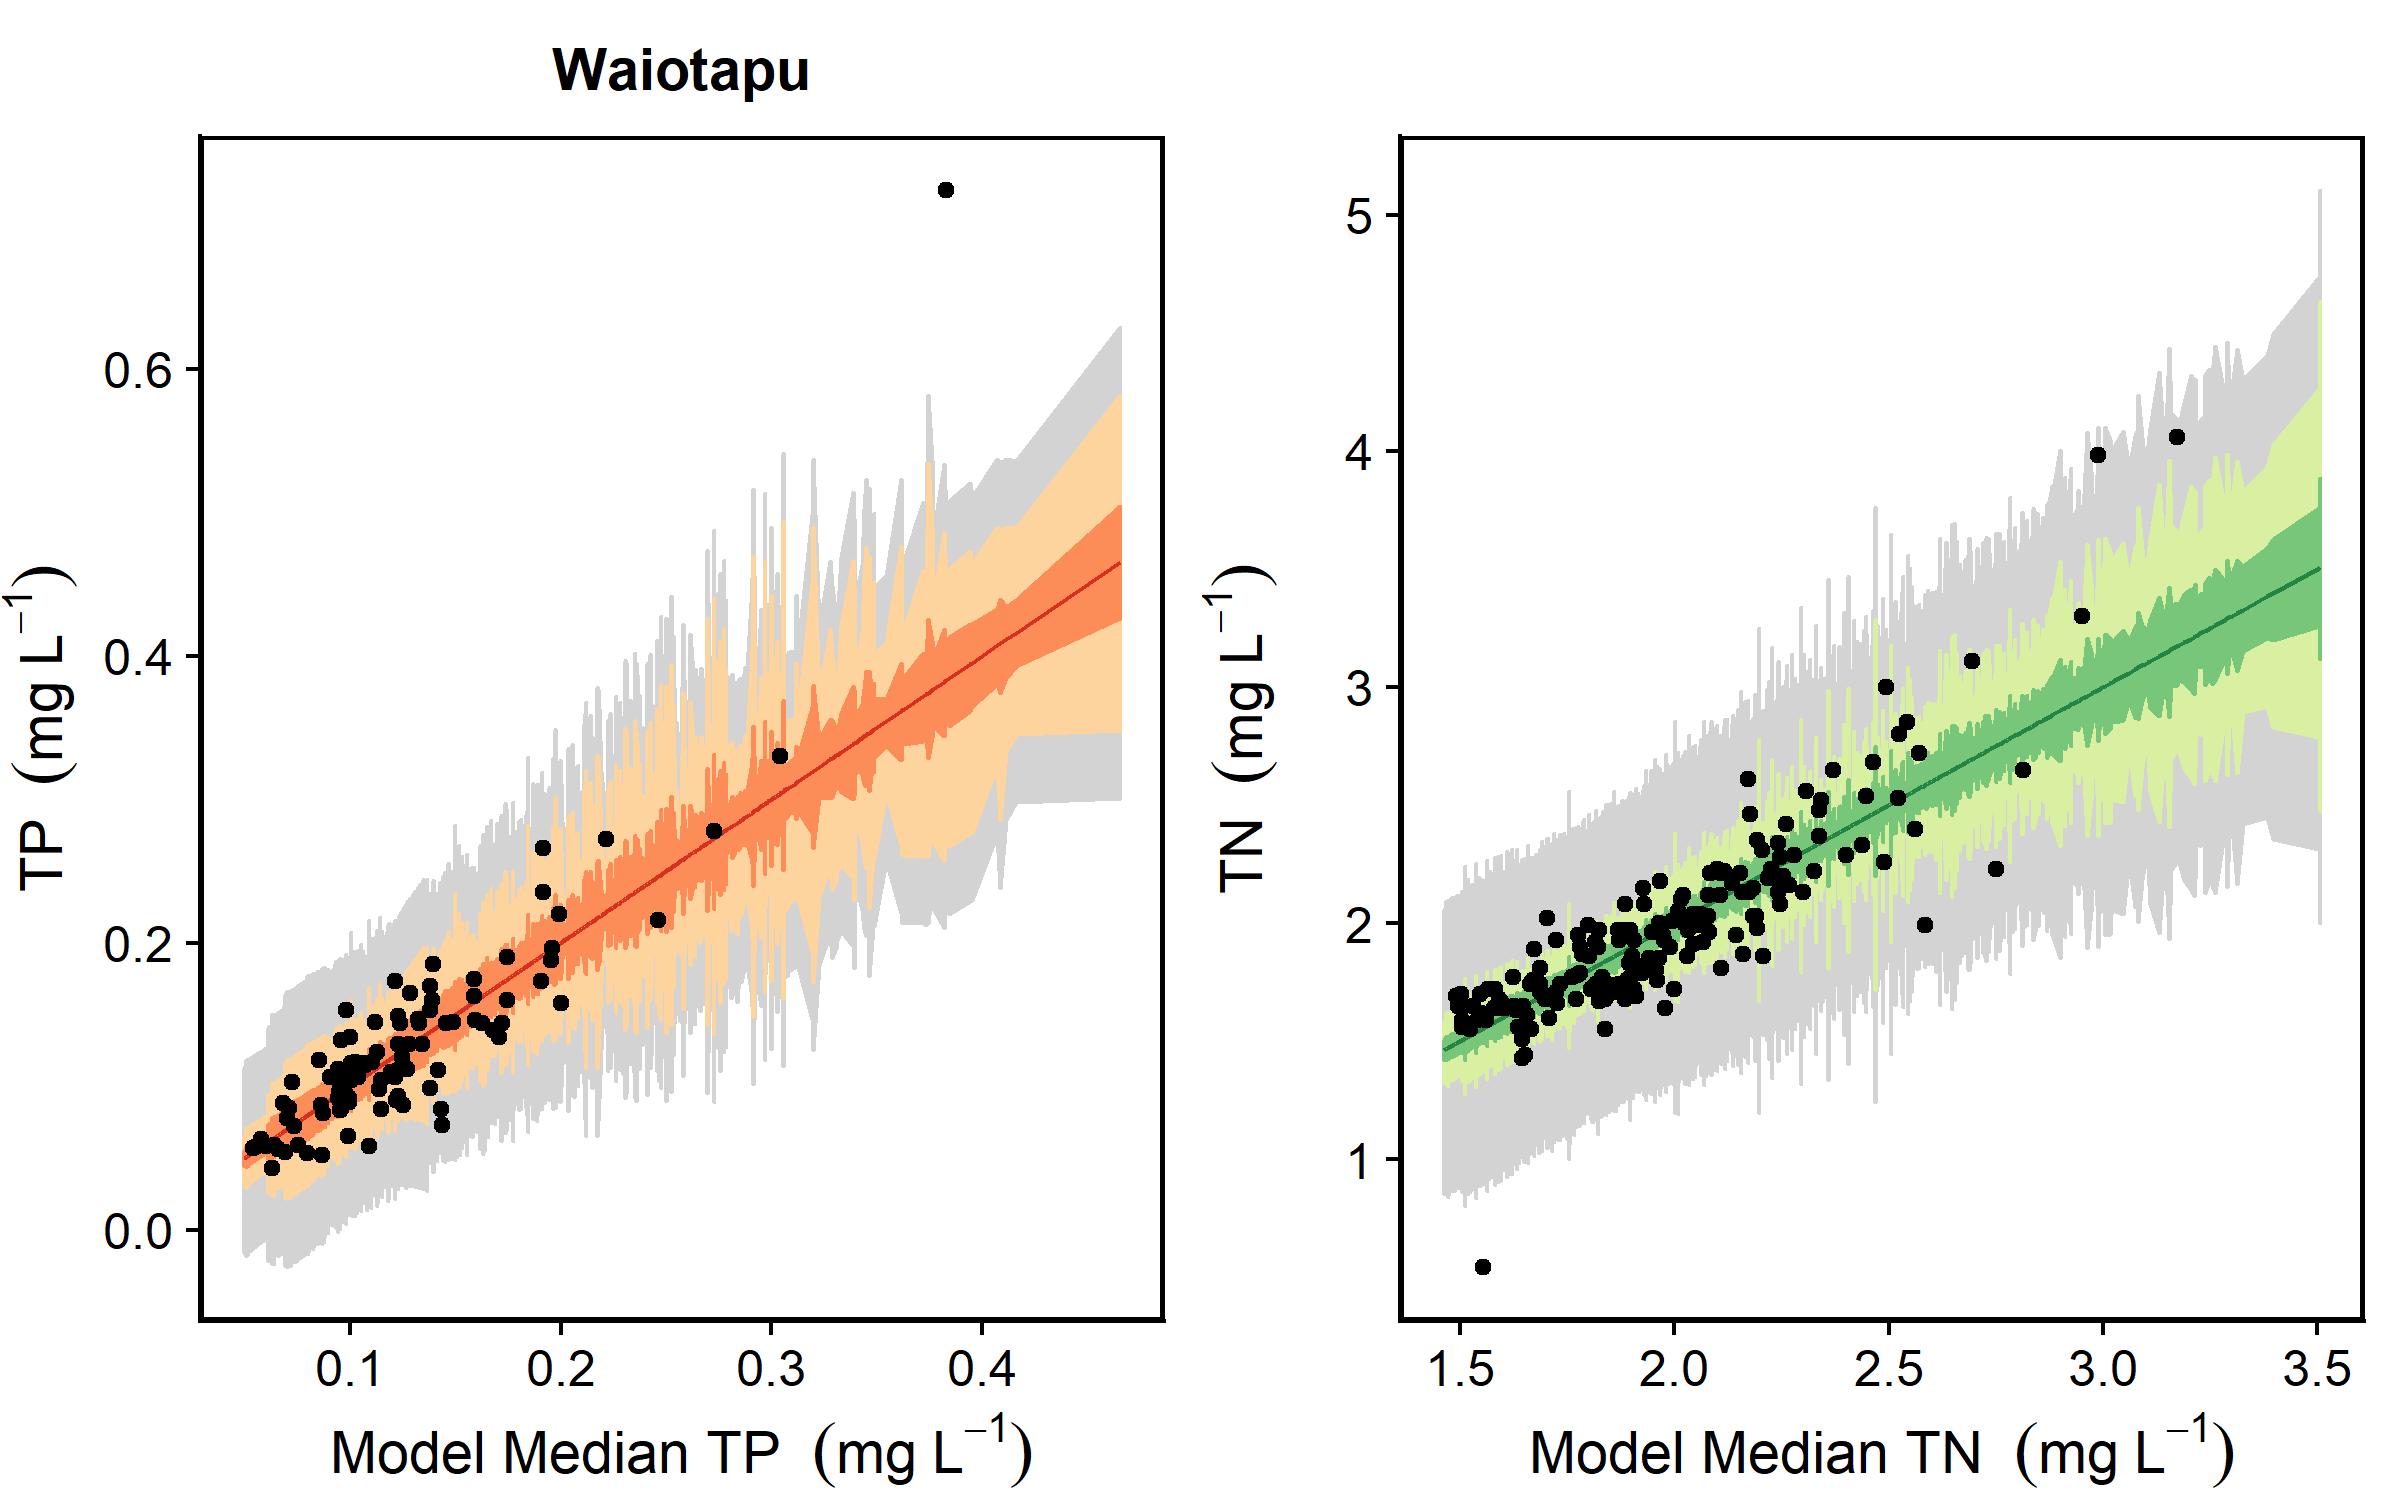 Waiotapu
TP (mg L⁻¹)
0.6
0.4
0.2
0.0
0.1 0.2 0.3 0.4
Model Median TP (mg L⁻¹)
TN (mg L⁻¹)
5
4
3
2
1
1.5 2.0 2.5 3.0 3.5
Model Median TN (mg L⁻¹)